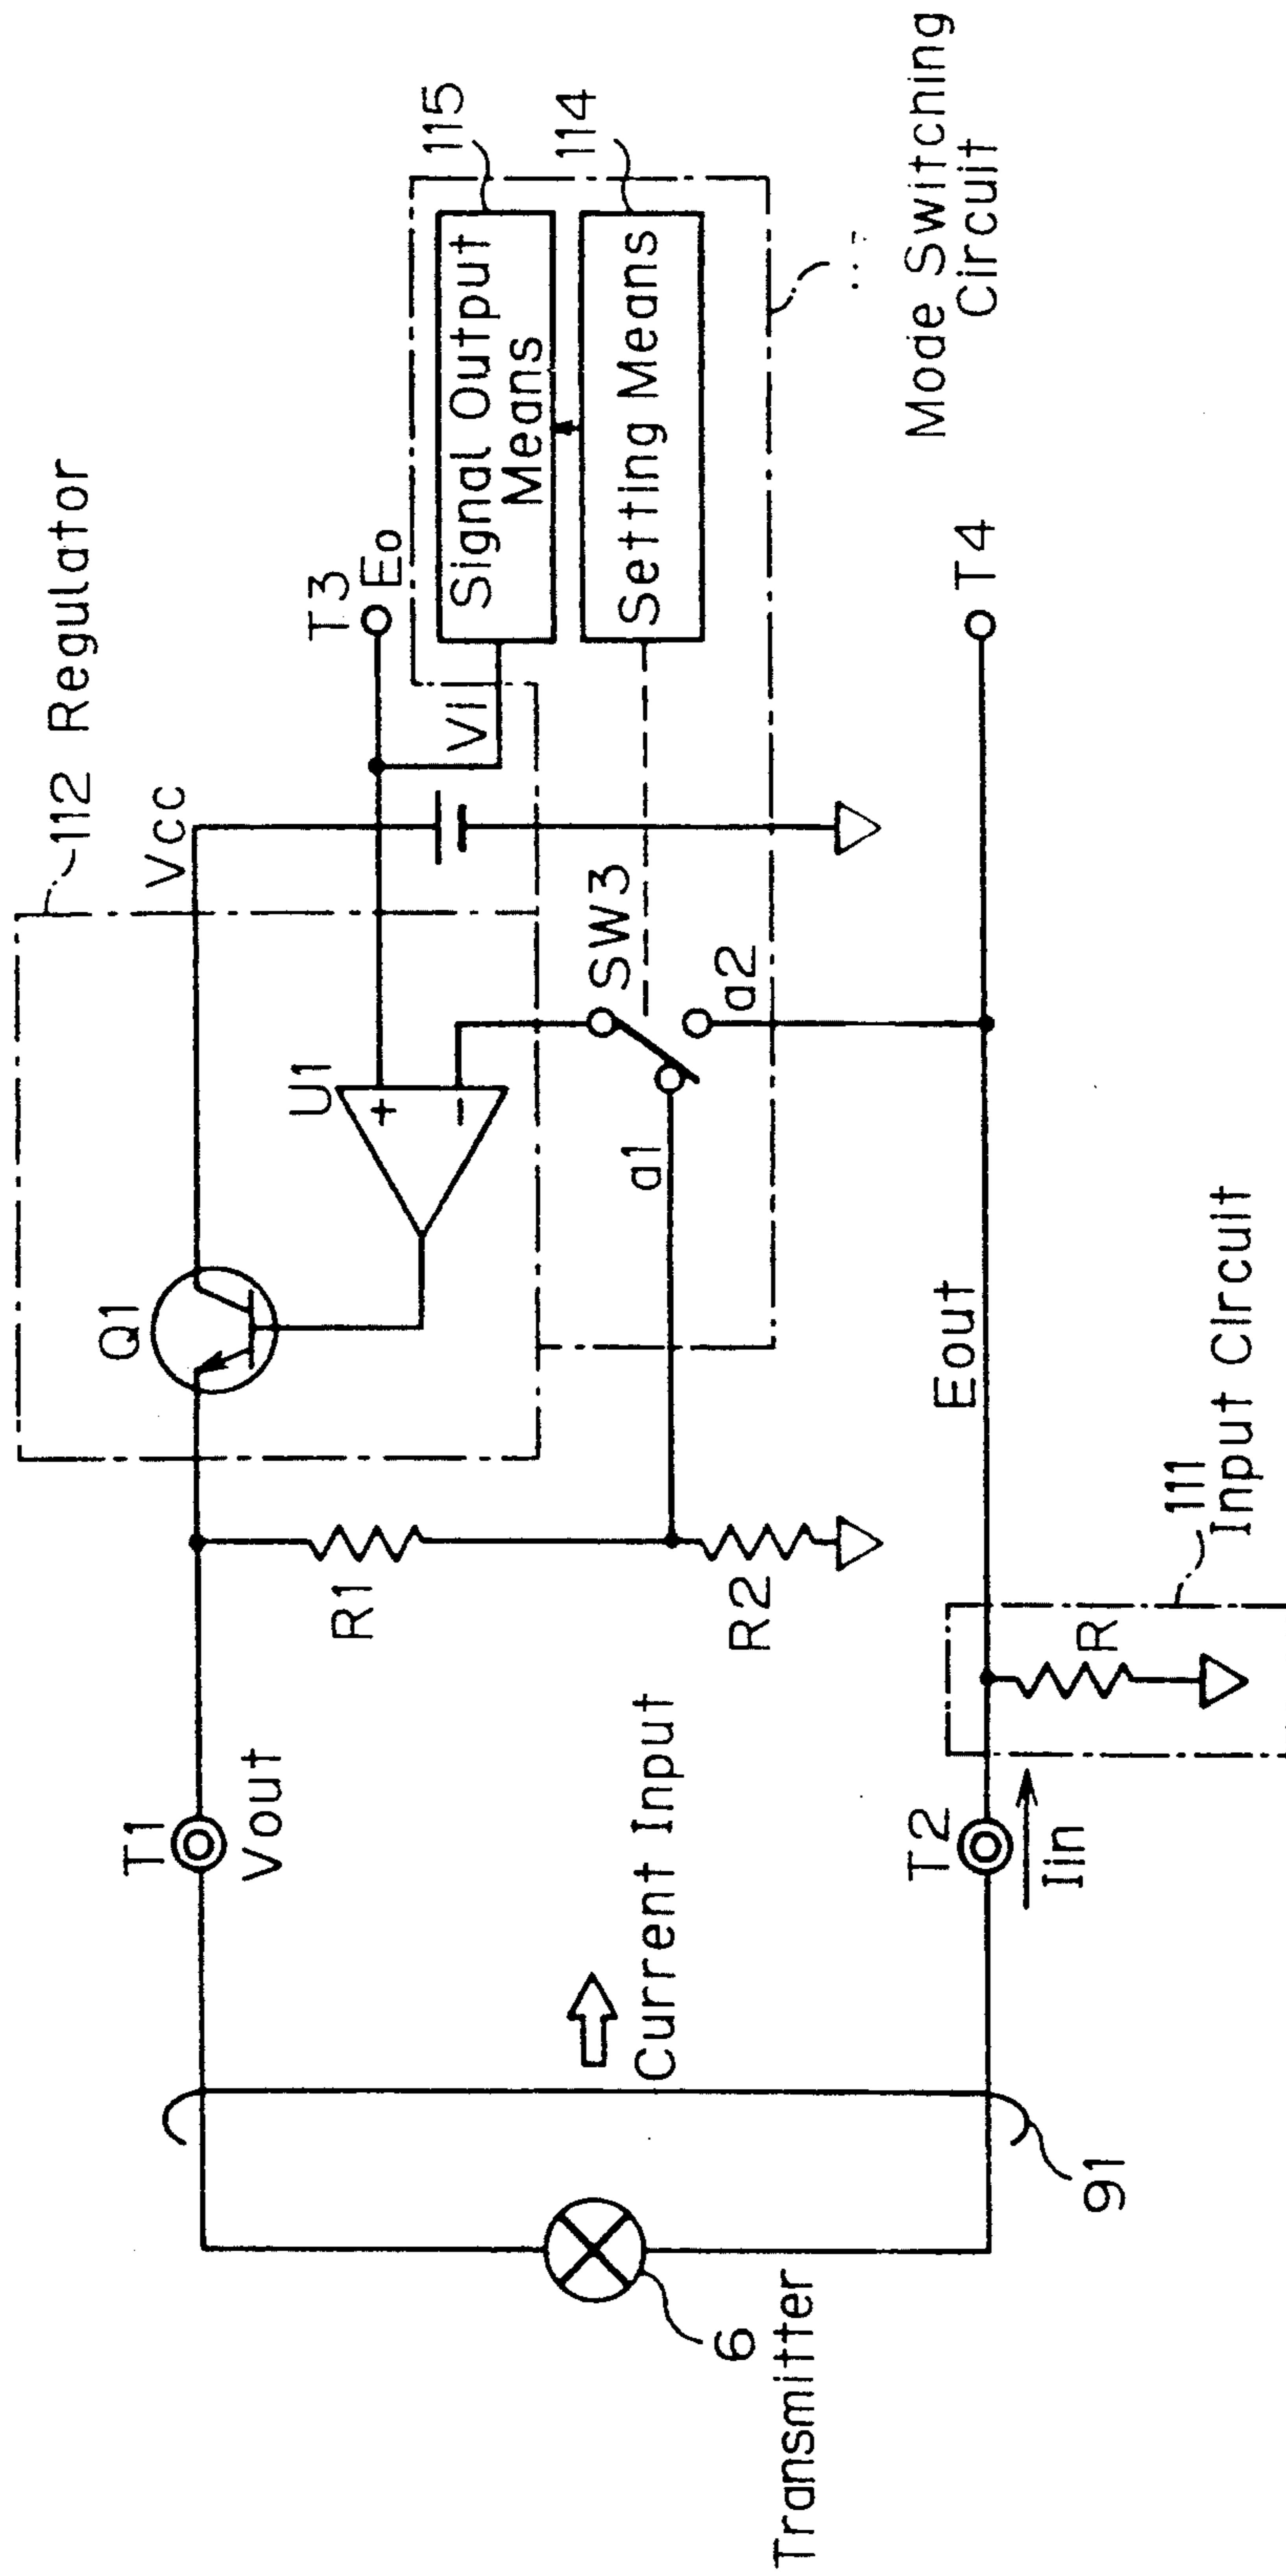 112 Regulator
Vcc
Q1
U1
+
-
T3
Eo
Vi
115
Signal Output
Means
114
Setting Means
SW3
a1
a2
Mode Switching
Circuit
T1
Vout
R1
R2
Current Input
6
Transmitter
91
T2
Iin
R
111
Input CIrcuit
Eout
T4